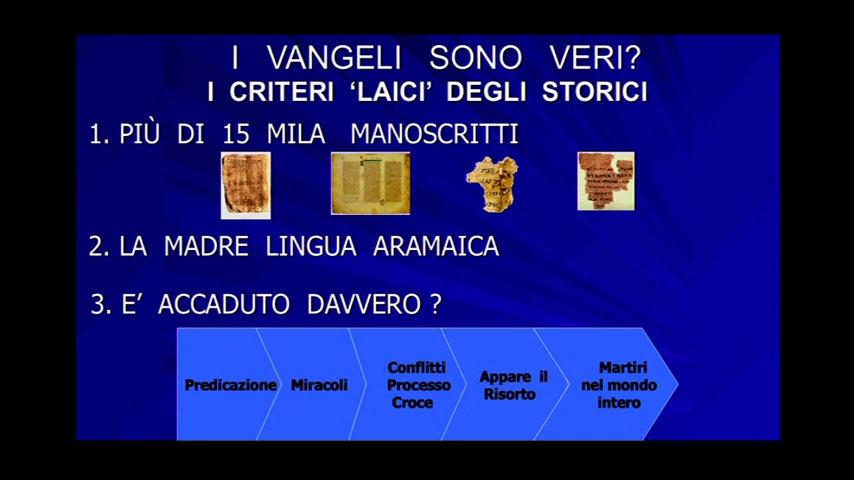 I VANGELI SONO VERI?
I CRITERI ‘LAICI’ DEGLI STORICI
1. PIÙ DI 15 MILA MANOSCRITTI
2. LA MADRE LINGUA ARAMAICA
3. E’ ACCADUTO DAVVERO ?
Predicazione
Miracoli
Conflitti
Processo
Croce
Appare il
Risorto
Martiri
nel mondo
intero